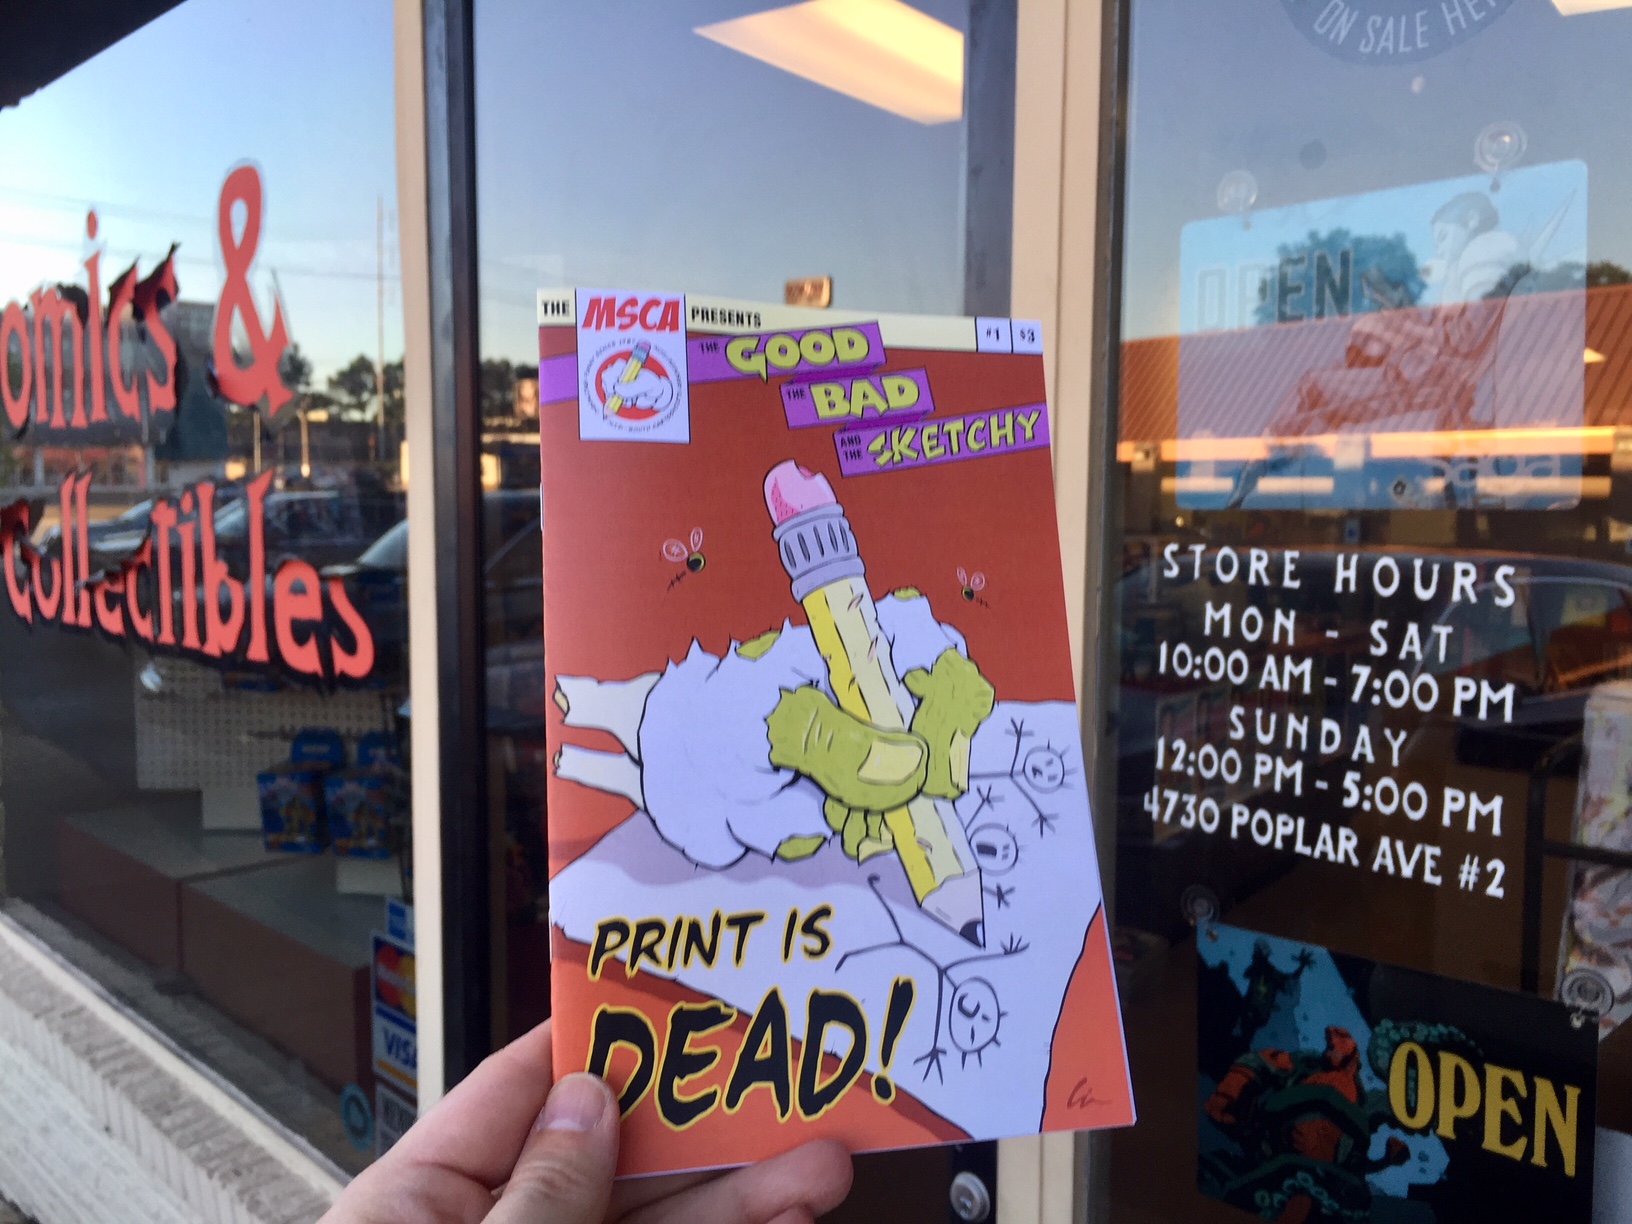 omics &
Collectibles
THE MSCA PRESENTS
#1 $3
THE GOOD
THE BAD
AND THE SKETCHY
PRINT IS
DEAD!
ON SALE HE
OPEN
saga
STORE HOURS
MON - SAT
10:00 AM - 7:00 PM
SUNDAY
12:00 PM - 5:00 PM
4730 POPLAR AVE #2
OPEN
MasterCard
VISA